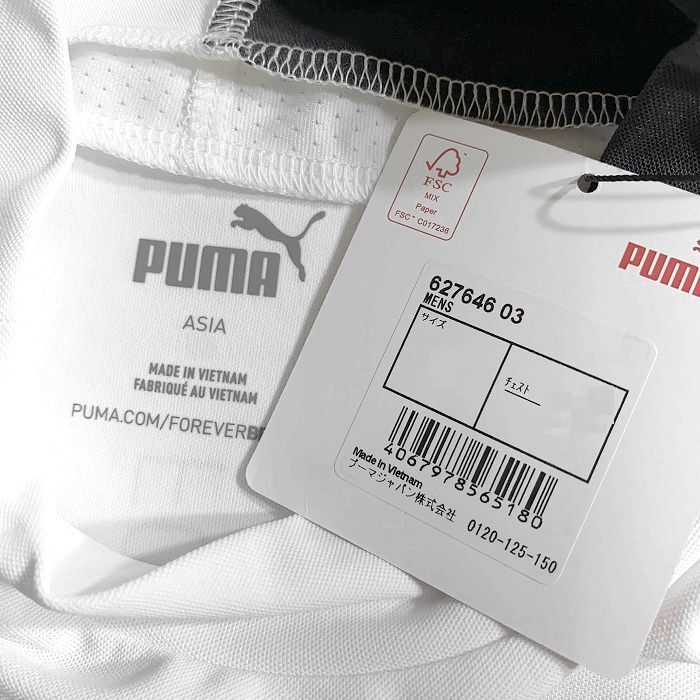 PUMA
ASIA
MADE IN VIETNAM
FABRIQUÉ AU VIETNAM
PUMA.COM/FOREVERB
FSC
MIX
Paper
FSC™ C017238
PUMA
627646 03
MENS
サイズ
チェスト
4067978565180
Made in Vietnam
プーマジャパン株式会社 0120-125-150